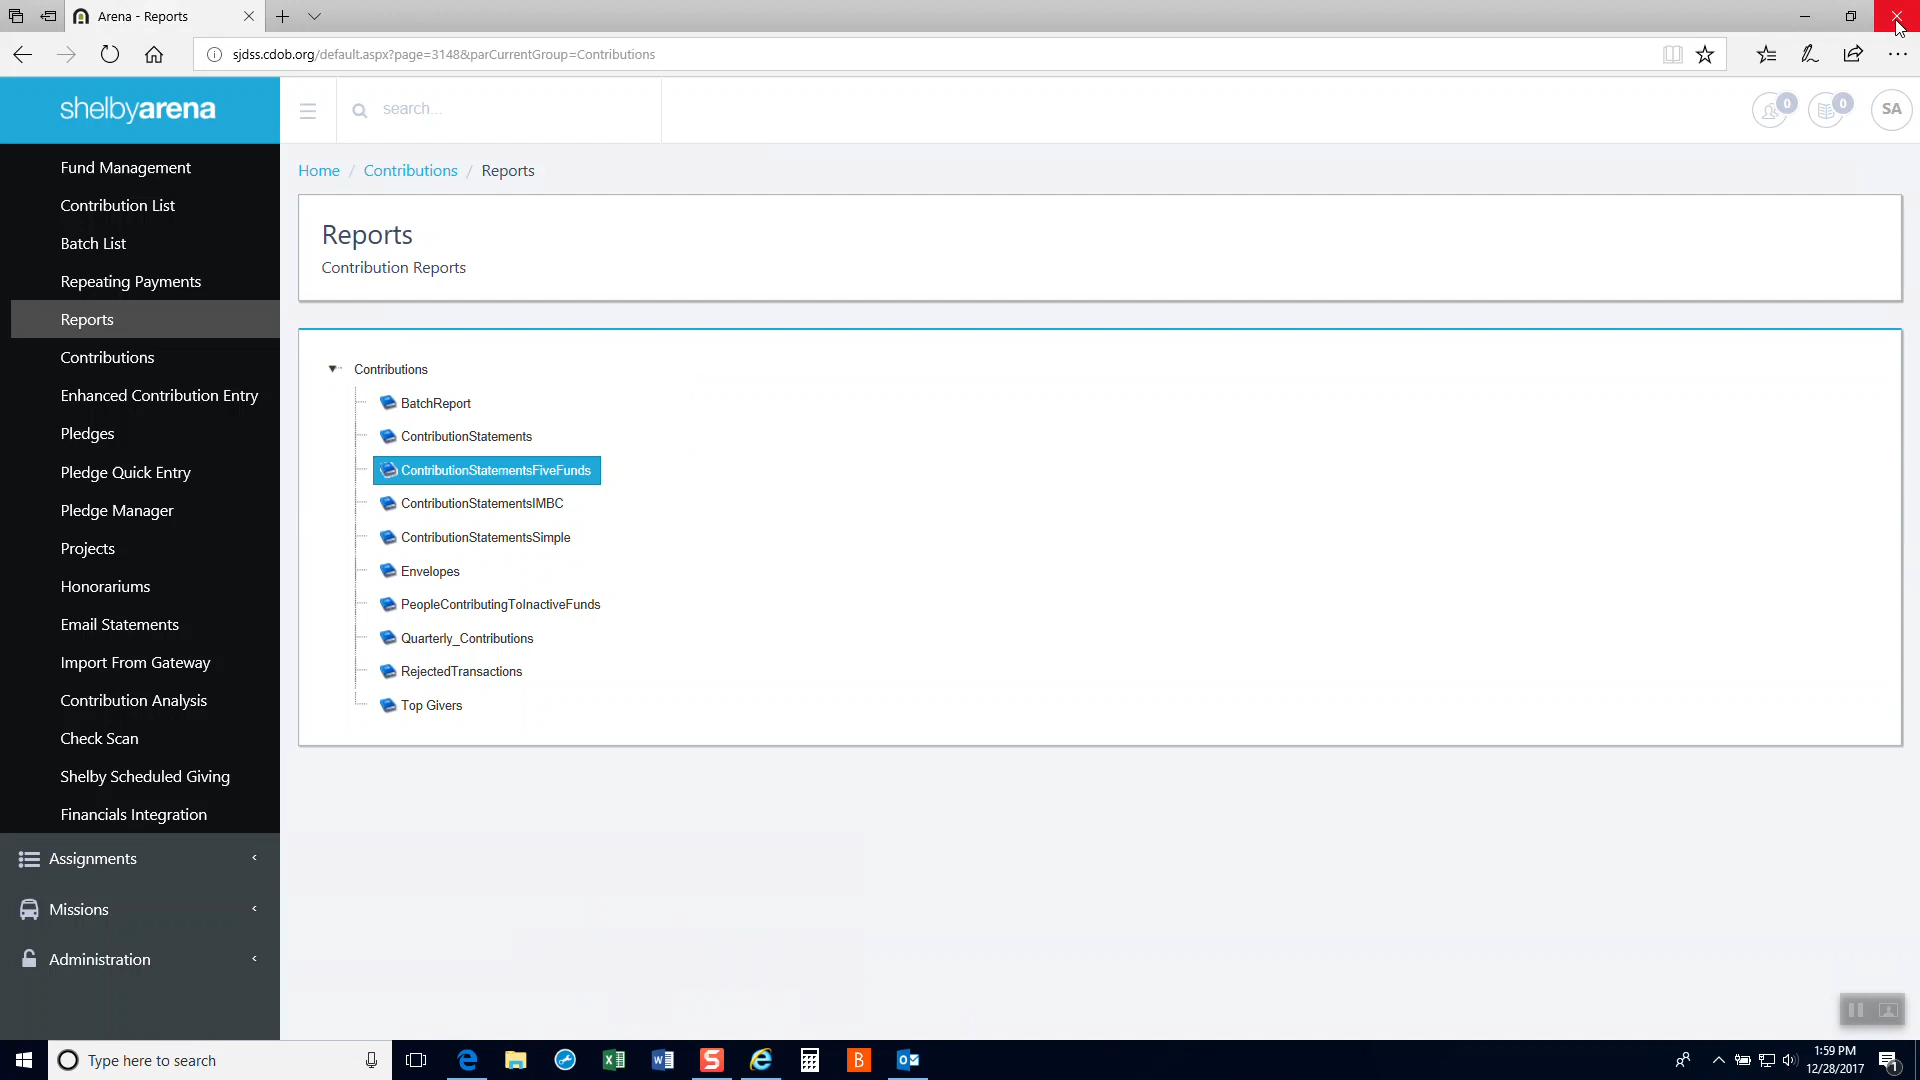 Arena - Reports
sjdss.cdob.org/default.aspx?page=3148&parCurrentGroup=Contributions
shelbyarena
search...
0
0
SA
Fund Management
Contribution List
Batch List
Repeating Payments
Reports
Contributions
Enhanced Contribution Entry
Pledges
Pledge Quick Entry
Pledge Manager
Projects
Honorariums
Email Statements
Import From Gateway
Contribution Analysis
Check Scan
Shelby Scheduled Giving
Financials Integration
Assignments
Missions
Administration
Home / Contributions / Reports
Reports
Contribution Reports
Contributions
BatchReport
ContributionStatements
ContributionStatementsFiveFunds
ContributionStatementsIMBC
ContributionStatementsSimple
Envelopes
PeopleContributingToInactiveFunds
Quarterly_Contributions
RejectedTransactions
Top Givers
Type here to search
1:59 PM
12/28/2017
1